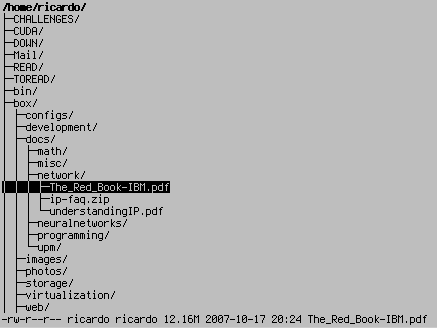 /home/ricardo/
CHALLENGES/
CUDA/
DOWN/
Mail/
READ/
TOREAD/
bin/
box/
configs/
development/
docs/
math/
misc/
network/
The_Red_Book-IBM.pdf
ip-faq.zip
understandingIP.pdf
neuralnetworks/
programming/
upm/
images/
photos/
storage/
virtualization/
web/
-rw-r--r-- ricardo ricardo 12.16M 2007-10-17 20:24 The_Red_Book-IBM.pdf